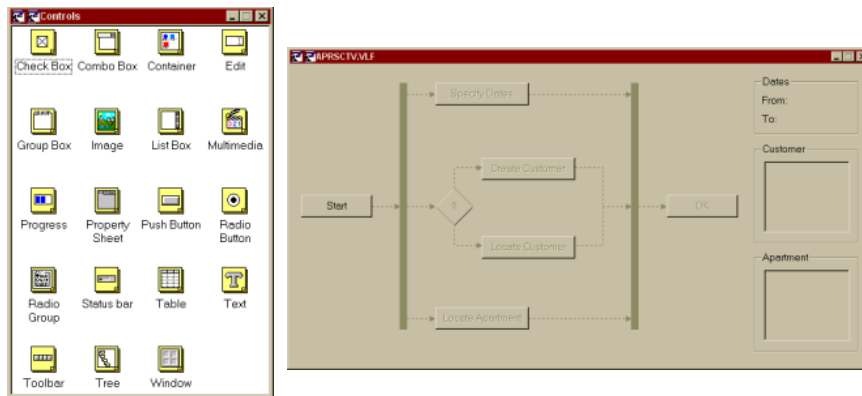 Controls
Check Box Combo Box Container Edit
Group Box Image List Box Multimedia
Progress Property Sheet Push Button Radio Button
Radio Group Status bar Table Text
Toolbar Tree Window
APRSCTV.VLF
Specify Dates
Create Customer
Start
?
OK
Locate Customer
Locate Apartment
Dates
From:
To:
Customer
Apartment